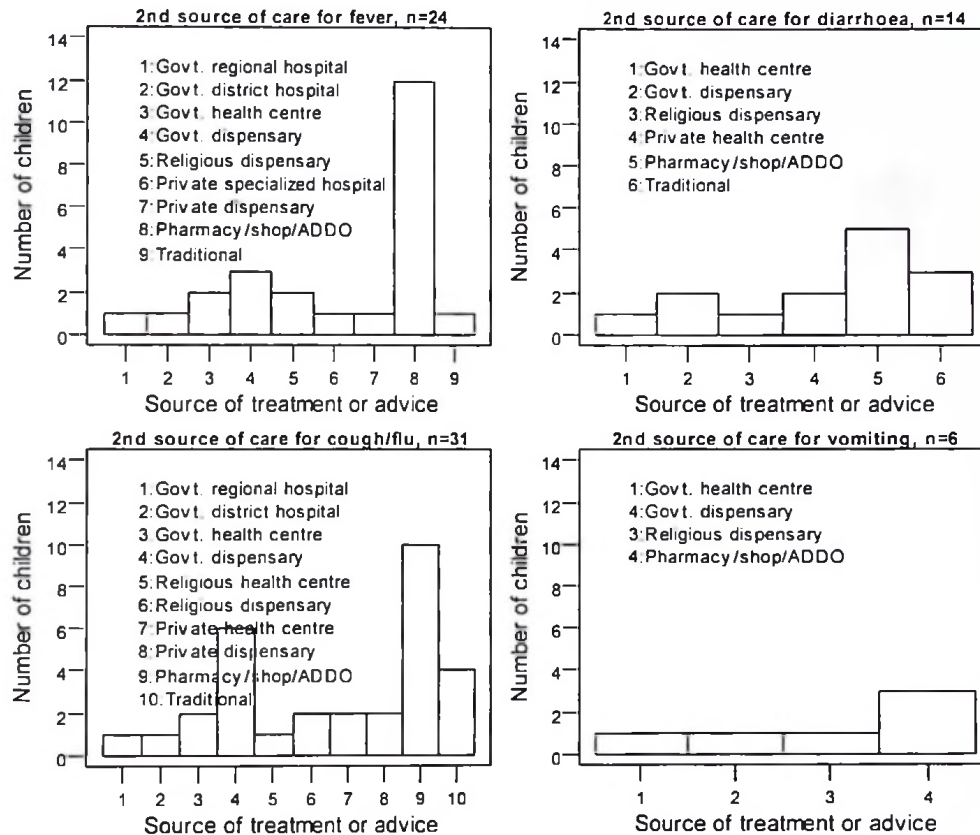 2nd source of care for fever, n=24
14
12
10
8
6
4
2
0
Number of children
1:Govt. regional hospital
2:Govt. district hospital
3:Govt. health centre
4:Govt. dispensary
5:Religious dispensary
6:Private specialized hospital
7:Private dispensary
8:Pharmacy/shop/ADDO
9:Traditional
1 2 3 4 5 6 7 8 9
Source of treatment or advice
2nd source of care for diarrhoea, n=14
14
12
10
8
6
4
2
0
Number of children
1:Govt. health centre
2:Govt. dispensary
3:Religious dispensary
4:Private health centre
5:Pharmacy/shop/ADDO
6:Traditional
1 2 3 4 5 6
Source of treatment or advice
2nd source of care for cough/flu, n=31
14
12
10
8
6
4
2
0
Number of children
1:Govt. regional hospital
2:Govt. district hospital
3:Govt. health centre
4:Govt. dispensary
5:Religious health centre
6:Religious dispensary
7:Private health centre
8:Private dispensary
9:Pharmacy/shop/ADDO
10:Traditional
1 2 3 4 5 6 7 8 9 10
Source of treatment or advice
2nd source of care for vomiting, n=6
14
12
10
8
6
4
2
0
Number of children
1:Govt. health centre
4:Govt. dispensary
3:Religious dispensary
4:Pharmacy/shop/ADDO
1 2 3 4
Source of treatment or advice